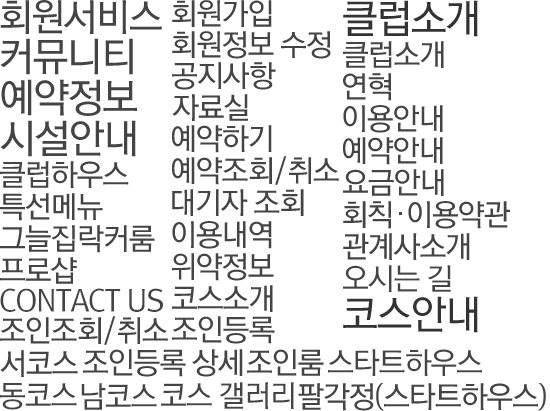 회원서비스
커뮤니티
예약정보
시설안내
클럽하우스
특선메뉴
그늘집락커룸
프로샵
CONTACT US
조인조회/취소
회원가입
회원정보 수정
공지사항
자료실
예약하기
예약조회/취소
대기자 조회
이용내역
위약정보
코스소개
조인등록
클럽소개
클럽소개
연혁
이용안내
예약안내
요금안내
회칙·이용약관
관계사소개
오시는 길
코스안내
서코스 조인등록 상세 조인룸 스타트하우스
동코스 남코스 코스 갤러리 팔각정(스타트하우스)